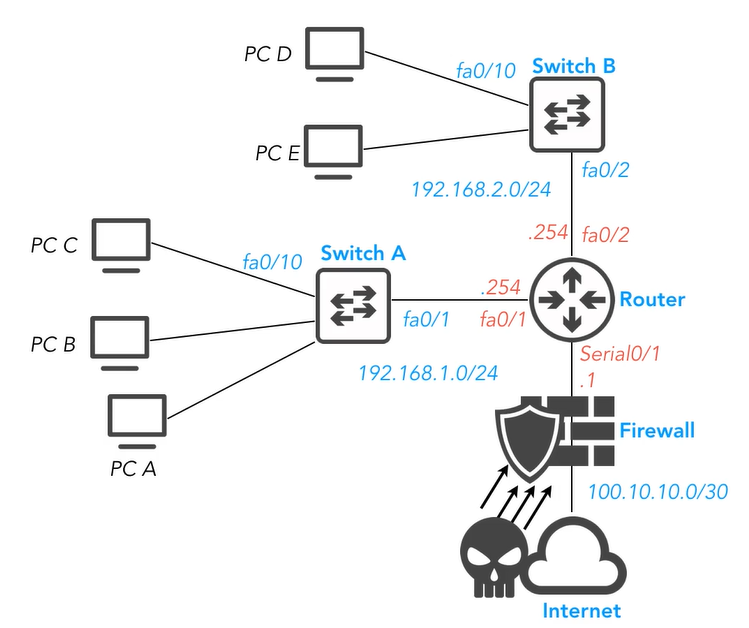 PC D
fa0/10
Switch B
PC E
fa0/2
192.168.2.0/24
.254
fa0/2
PC C
fa0/10
Switch A
.254
Router
PC B
fa0/1
fa0/1
Serial0/1
192.168.1.0/24
.1
Firewall
PC A
100.10.10.0/30
Internet